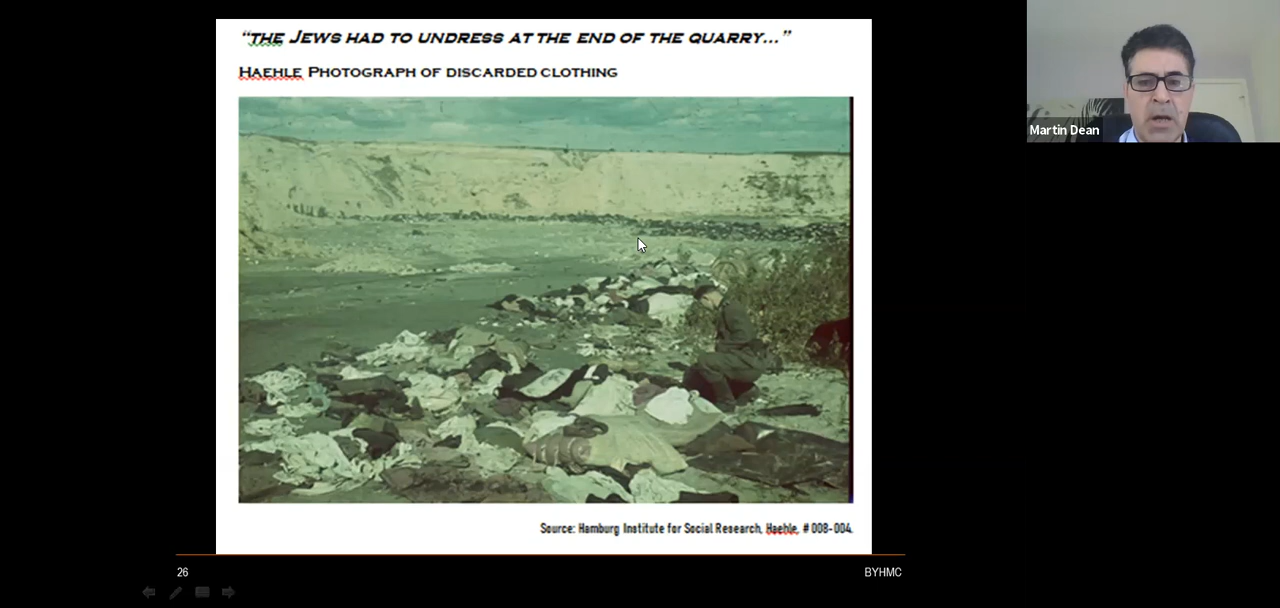 “the Jews had to undress at the end of the quarry...”
Haehle Photograph of discarded clothing
Martin Dean
Source: Hamburg Institute for Social Research, Haehle, # 008-004.
26
BYHMC